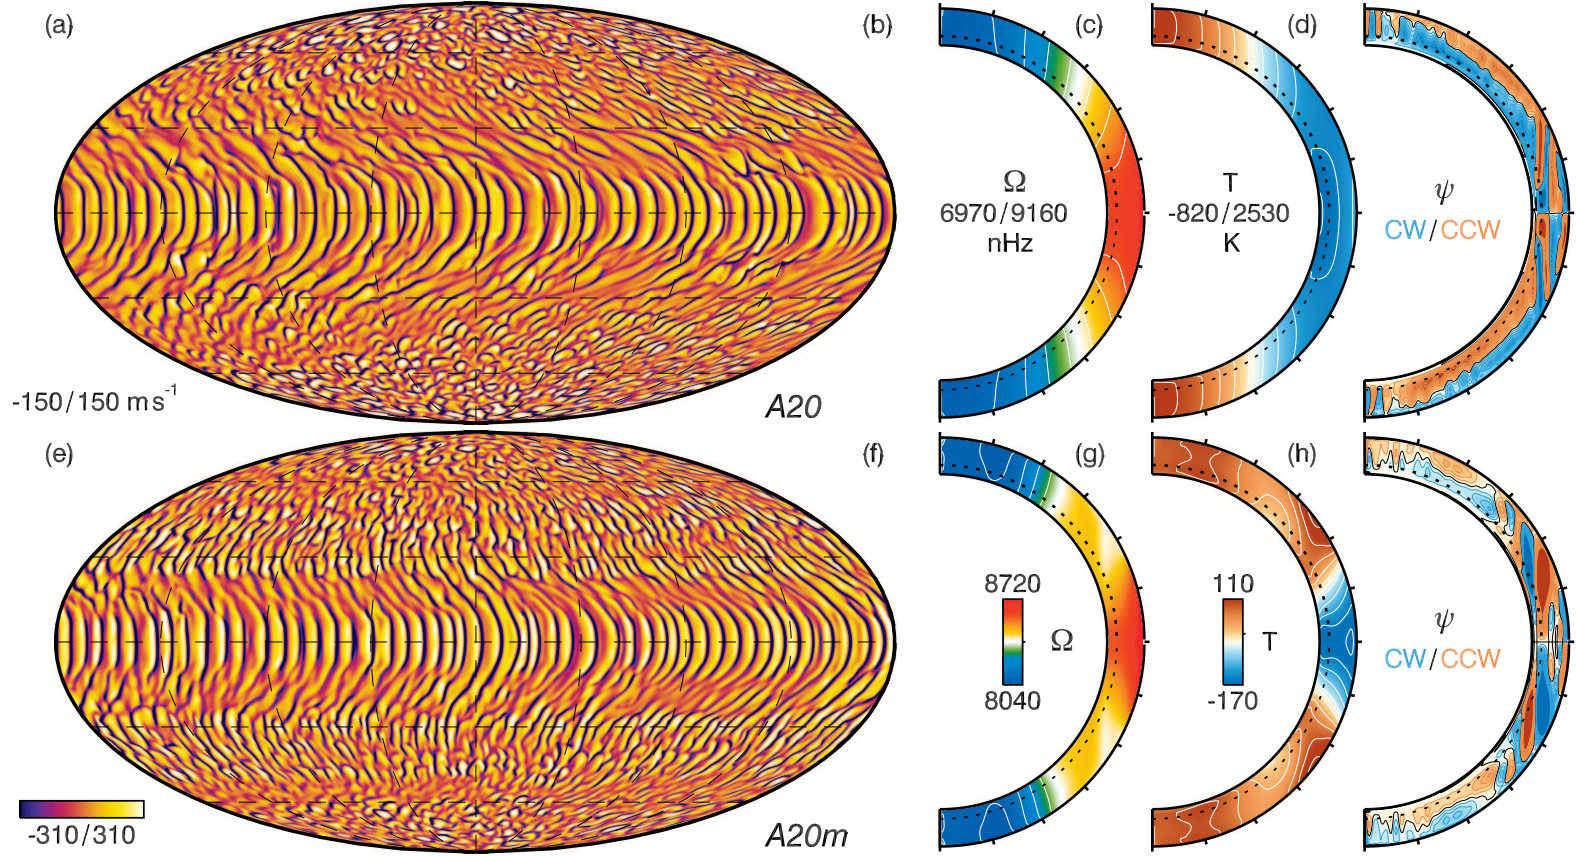 (a)
(b)
(c)
(d)
Ω
6970/9160
nHz
T
-820/2530
K
ψ
CW/CCW
-150/150 ms⁻¹
A20
(e)
(f)
(g)
(h)
8720
Ω
8040
110
T
-170
ψ
CW/CCW
-310/310
A20m